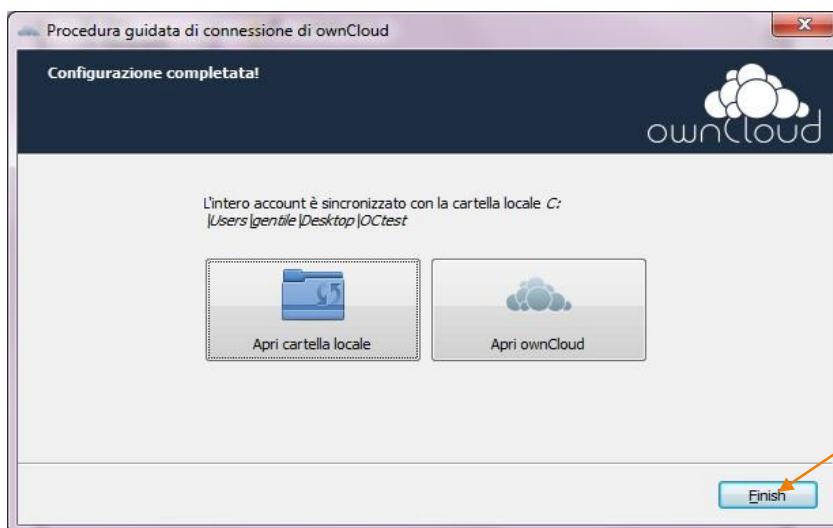 Procedura guidata di connessione di ownCloud
Configurazione completata!
ownCloud
L'intero account è sincronizzato con la cartella locale C:
\Users\gentile\Desktop\OCtest
Apri cartella locale
Apri ownCloud
Finish